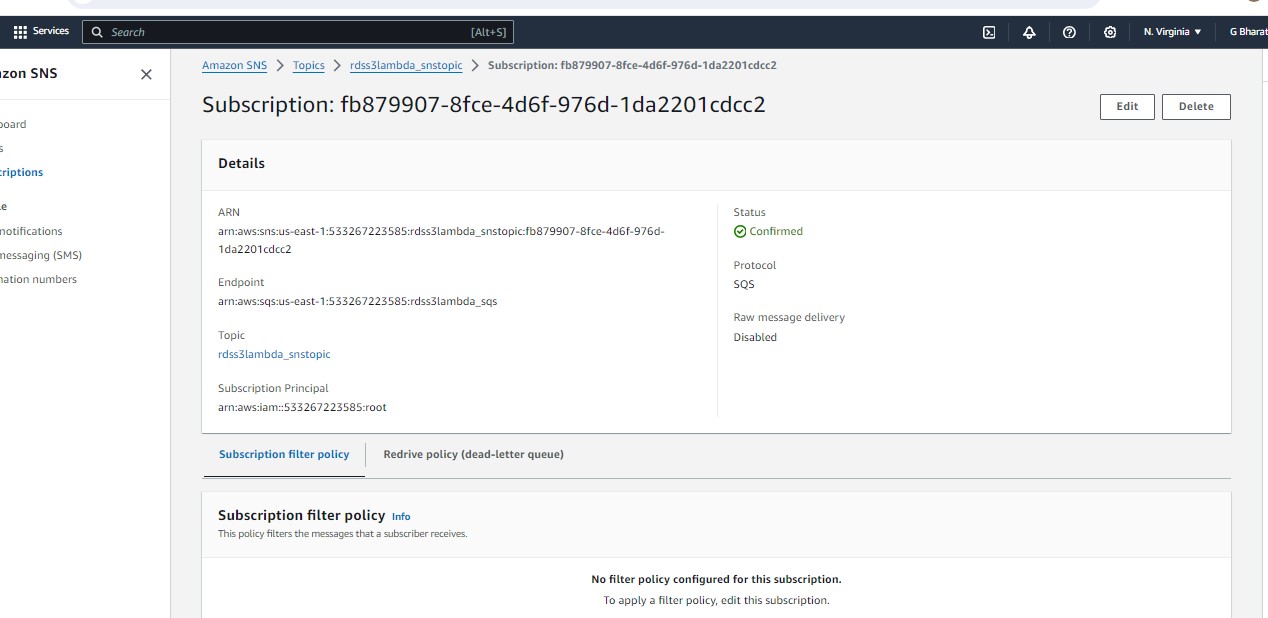 Services
Search
[Alt+S]
N. Virginia
G Bharat
zon SNS
Amazon SNS
Topics
rdss3lambda_snstopic
Subscription: fb879907-8fce-4d6f-976d-1da2201cdcc2
Subscription: fb879907-8fce-4d6f-976d-1da2201cdcc2
Edit
Delete
board
s
criptions
le
notifications
messaging (SMS)
nation numbers
Details
ARN
arn:aws:sns:us-east-1:533267223585:rdss3lambda_snstopic:fb879907-8fce-4d6f-976d-
1da2201cdcc2
Endpoint
arn:aws:sqs:us-east-1:533267223585:rdss3lambda_sqs
Topic
rdss3lambda_snstopic
Subscription Principal
arn:aws:iam::533267223585:root
Status
Confirmed
Protocol
SQS
Raw message delivery
Disabled
Subscription filter policy
Redrive policy (dead-letter queue)
Subscription filter policy Info
This policy filters the messages that a subscriber receives.
No filter policy configured for this subscription.
To apply a filter policy, edit this subscription.